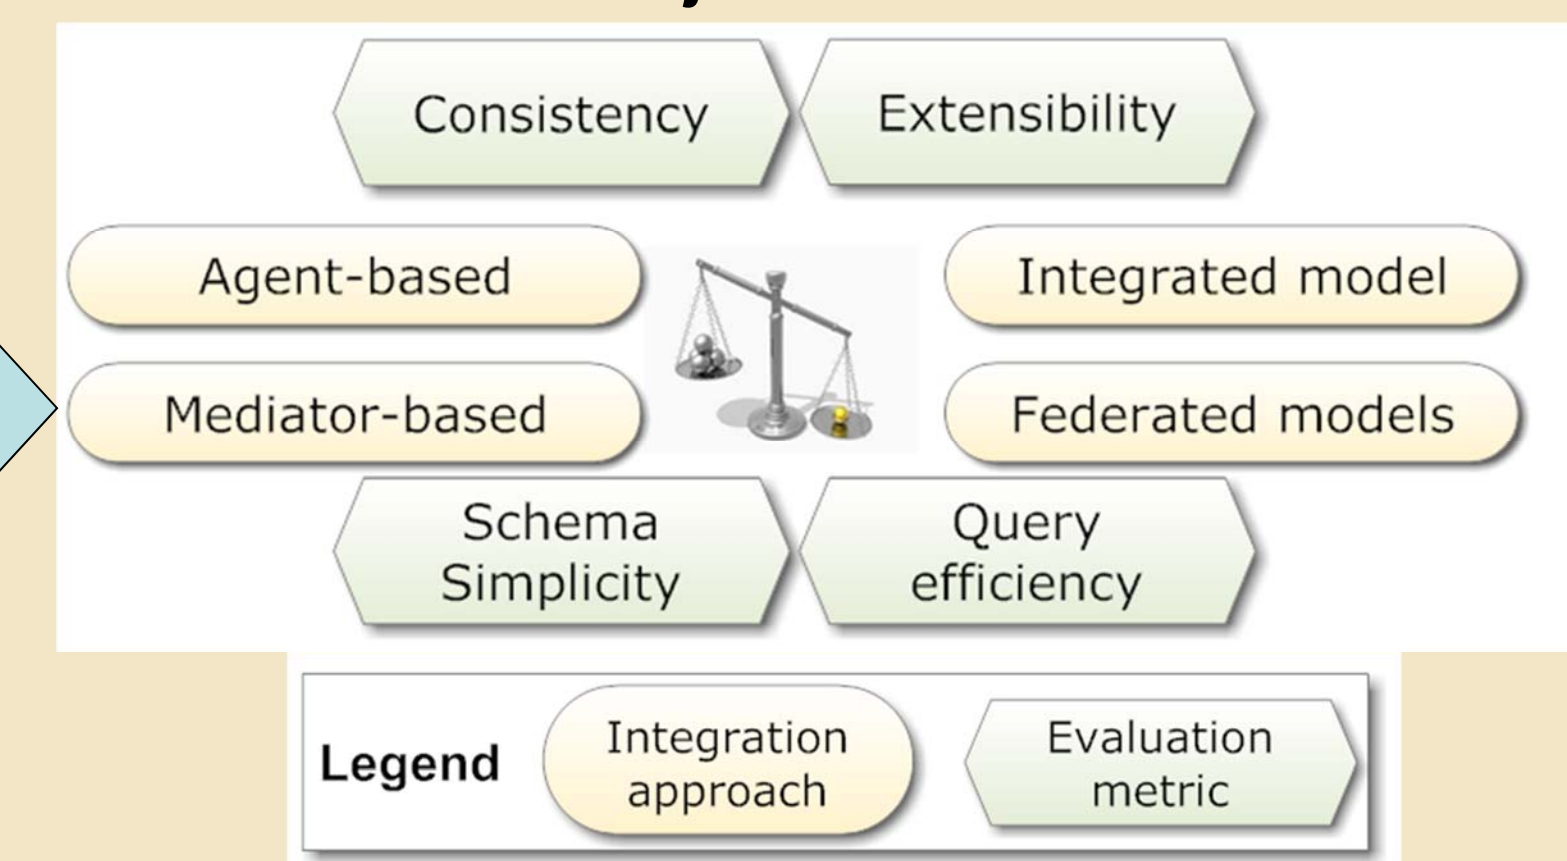 Consistency
Extensibility
Agent-based
Integrated model
Mediator-based
Federated models
Schema
Simplicity
Query
efficiency
Legend
Integration
approach
Evaluation
metric